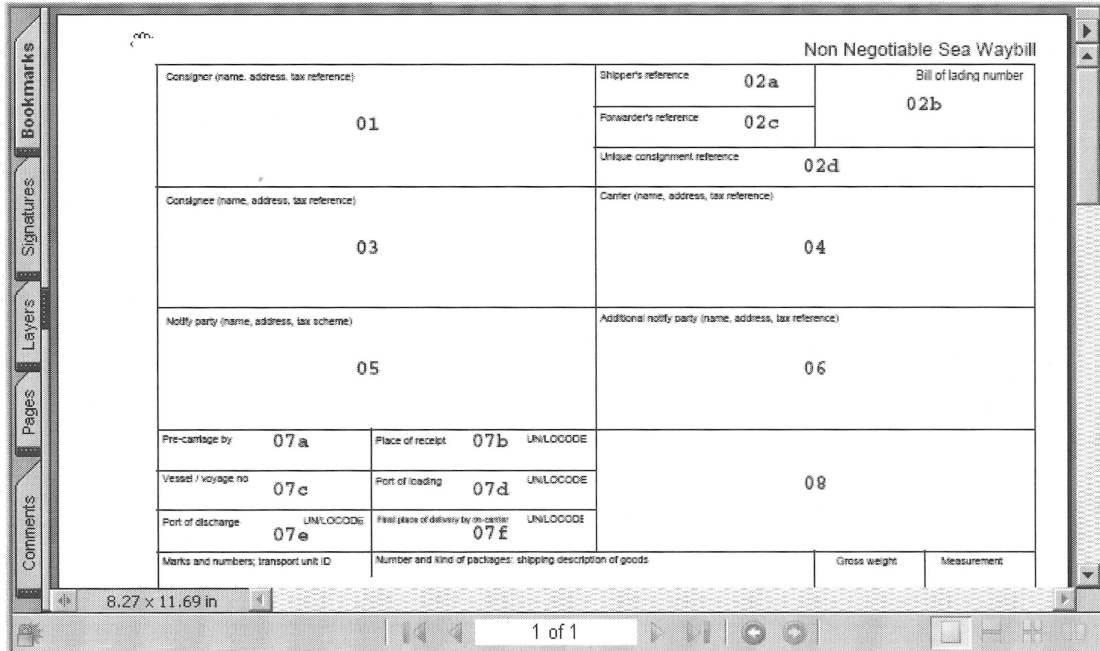 Bookmarks
Signatures
Layers
Pages
Comments
Non Negotiable Sea Waybill
Consignor (name, address, tax reference)
01
Shipper's reference 02a
Bill of lading number
02b
Forwarder's reference 02c
Unique consignment reference
02d
Consignee (name, address, tax reference)
03
Carrier (name, address, tax reference)
04
Notify party (name, address, tax scheme)
05
Additional notify party (name, address, tax reference)
06
Pre-carriage by 07a
Place of receipt 07b UN/LOCODE
Vessel / voyage no 07c
Port of loading 07d UN/LOCODE
08
Port of discharge 07e UN/LOCODE
Final place of delivery by on-carrier 07f UN/LOCODE
Marks and numbers; transport unit ID
Number and kind of packages: shipping description of goods
Gross weight
Measurement
8.27 x 11.69 in
1 of 1